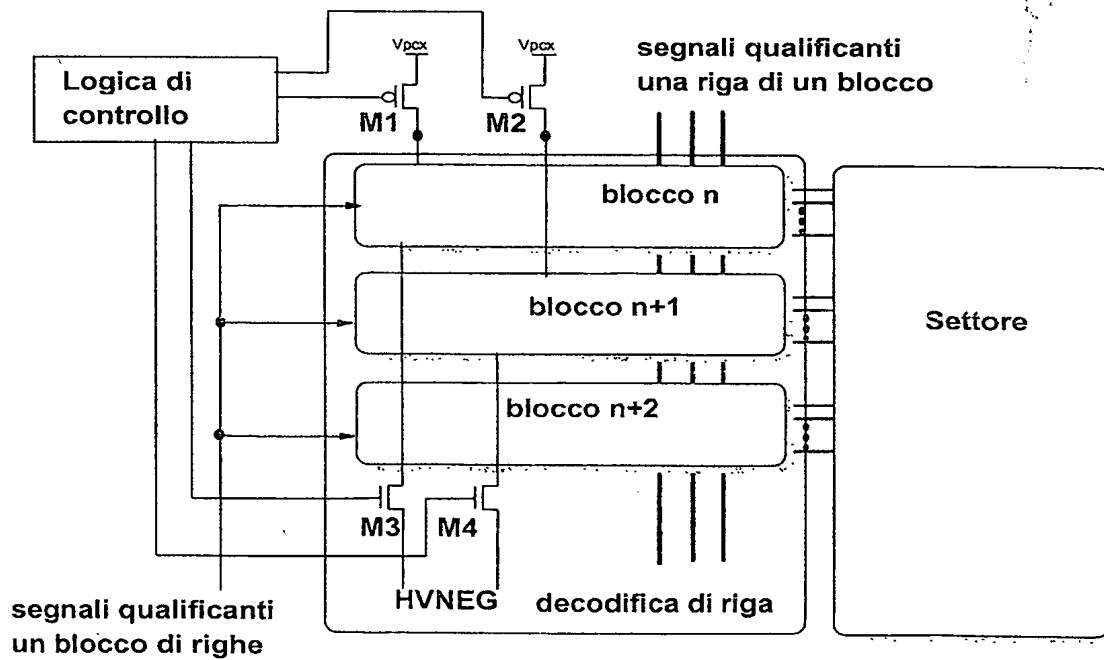 Logica di
controllo
Vpcx
Vpcx
M1
M2
segnali qualificanti
una riga di un blocco
blocco n
blocco n+1
blocco n+2
Settore
M3
M4
HVNEG
decodifica di riga
segnali qualificanti
un blocco di righe